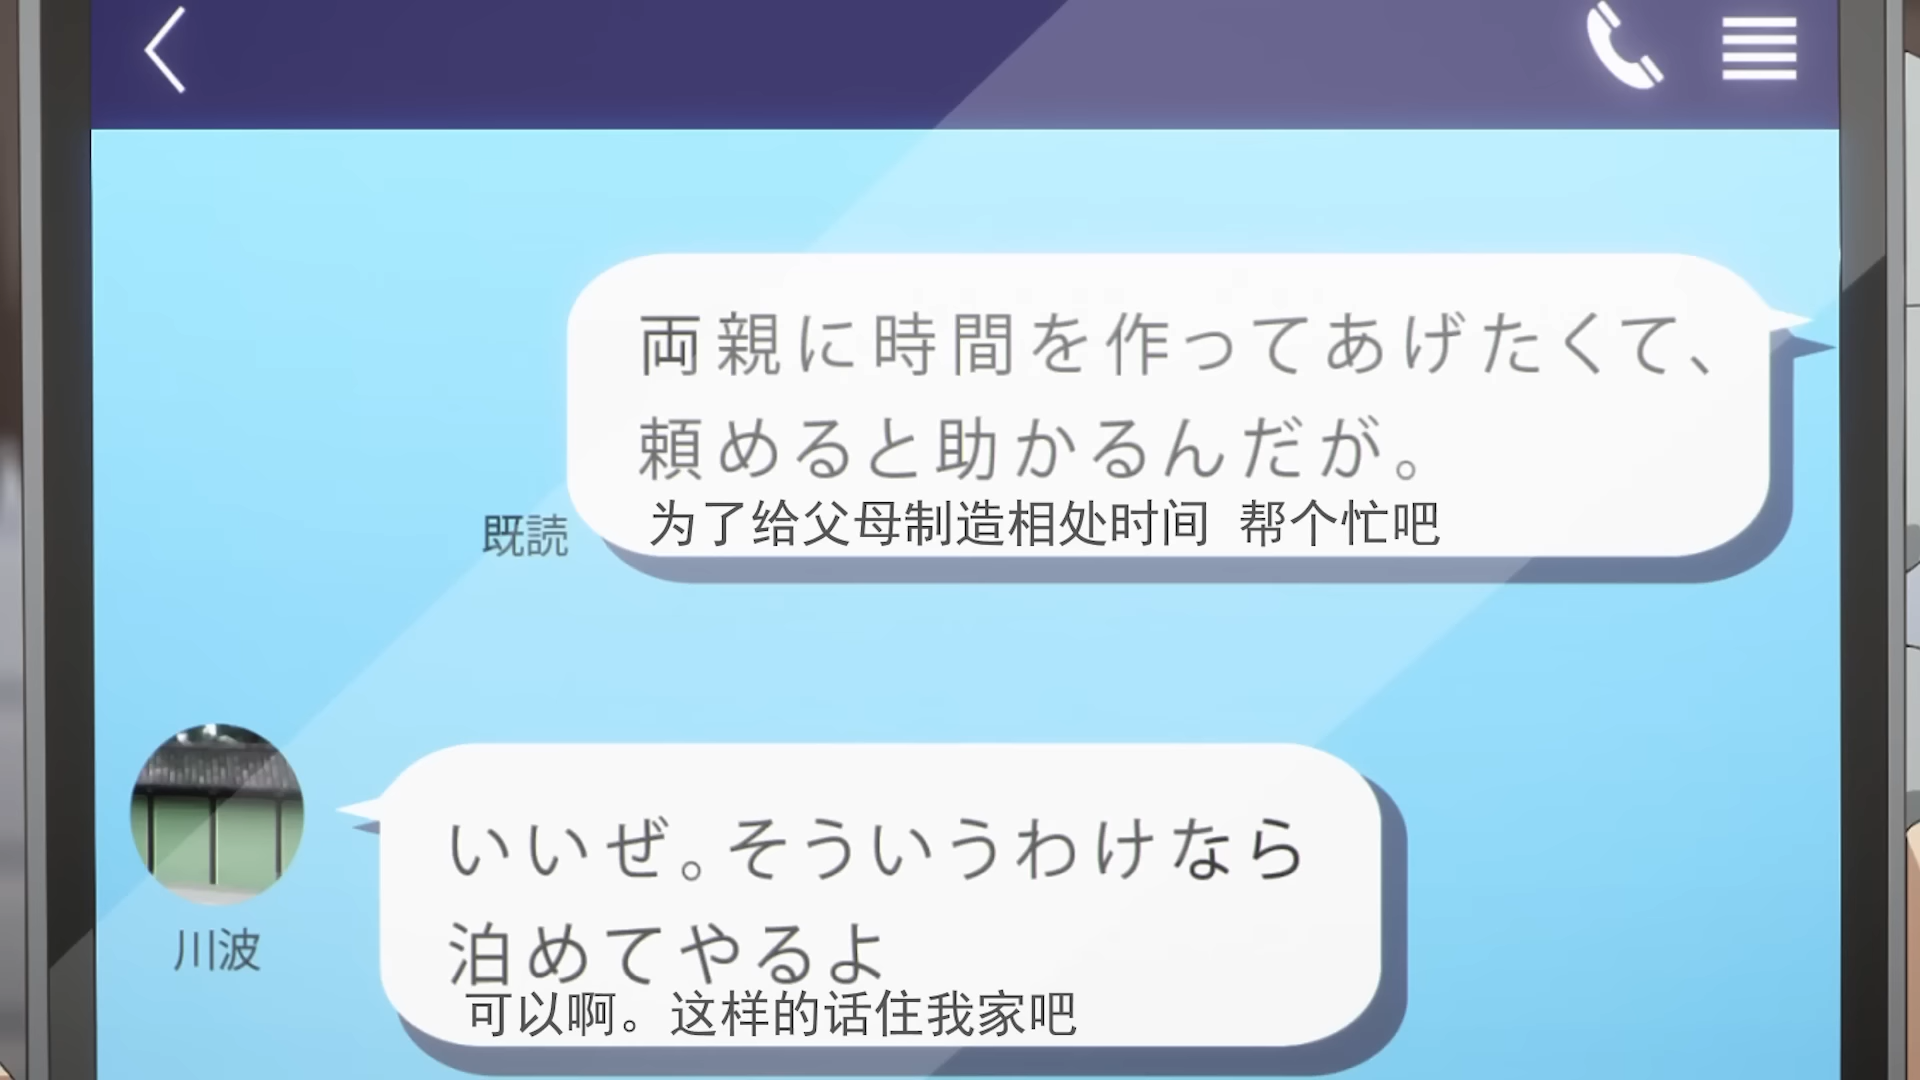 両親に時間を作ってあげたくて、
頼めると助かるんだが。
为了给父母制造相处时间 帮个忙吧
既読
いいぜ。そういうわけなら
泊めてやるよ
可以啊。这样的话住我家吧
川波